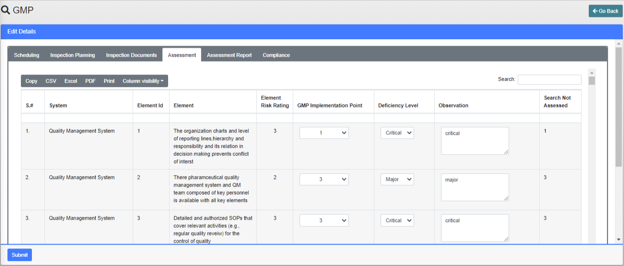 GMP
Go Back
Edit Details
Scheduling Inspection Planning Inspection Documents Assessment Assessment Report Compliance
Copy CSV Excel PDF Print Column visibility
Search:
S.# System Element Id Element Element Risk Rating GMP Implementation Point Deficiency Level Observation Search Not Assessed
1. Quality Management System 1 The organization charts and level 3 1 Critical critical 1
of reporting lines,hierarchy and
responsibility and its relation in
decision making prevents conflict
of interst
2. Quality Management System 2 There pharamceutical quality 2 3 Major major 3
management system and QM
team composed of key personnel
is available with all key elements
3. Quality Management System 3 Detailed and authorized SOPs that 3 3 Critical critical 3
cover relevant activities (e.g.,
regular quality reveiw) for the
control of quality
Submit